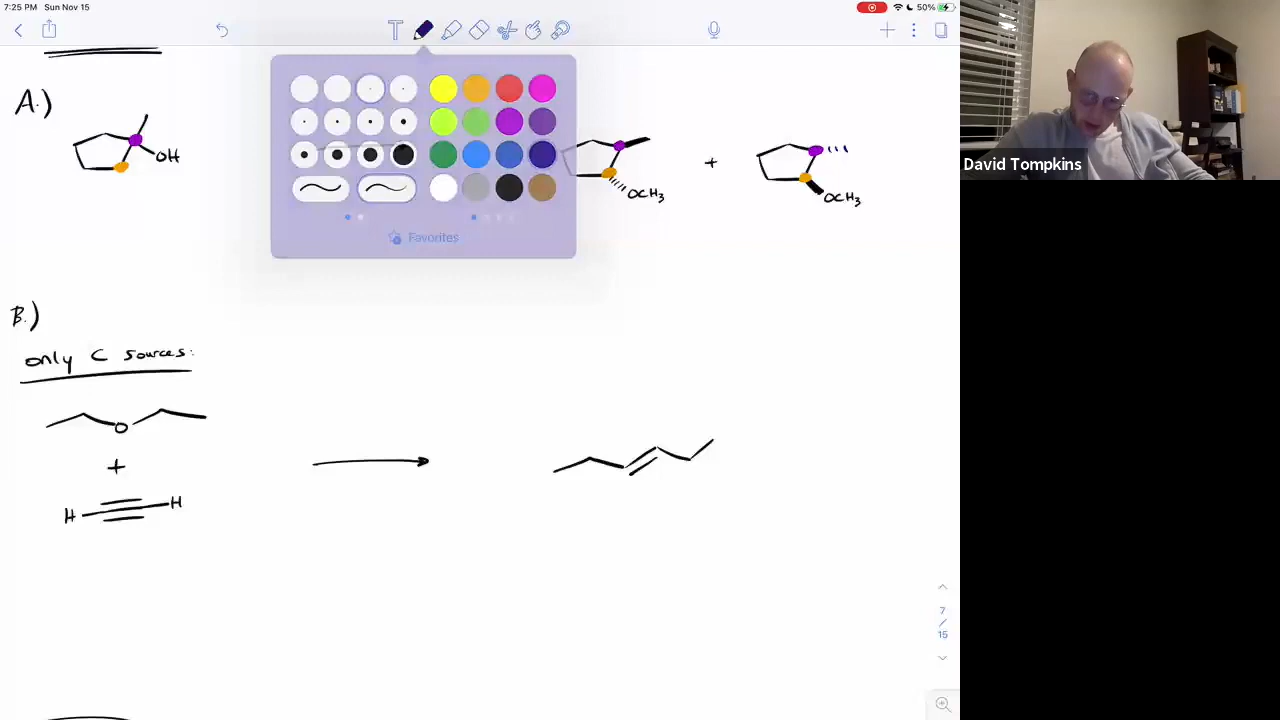 7:25 PM Sun Nov 15
50%
T
A.)
OH
OCH3
+
OCH3
Favorites
David Tompkins
B.)
only C sources:
O
+
H H
7
/
15